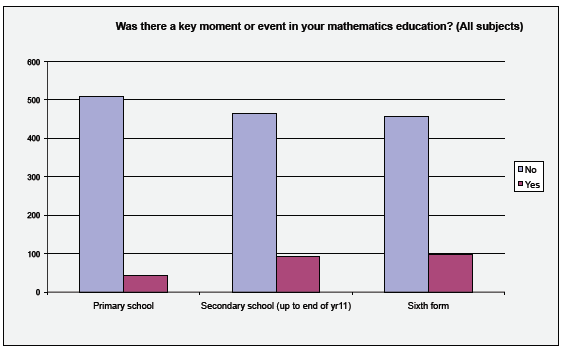 Was there a key moment or event in your mathematics education? (All subjects)
600
500
400
300
200
100
0
No
Yes
Primary school
Secondary school (up to end of yr11)
Sixth form